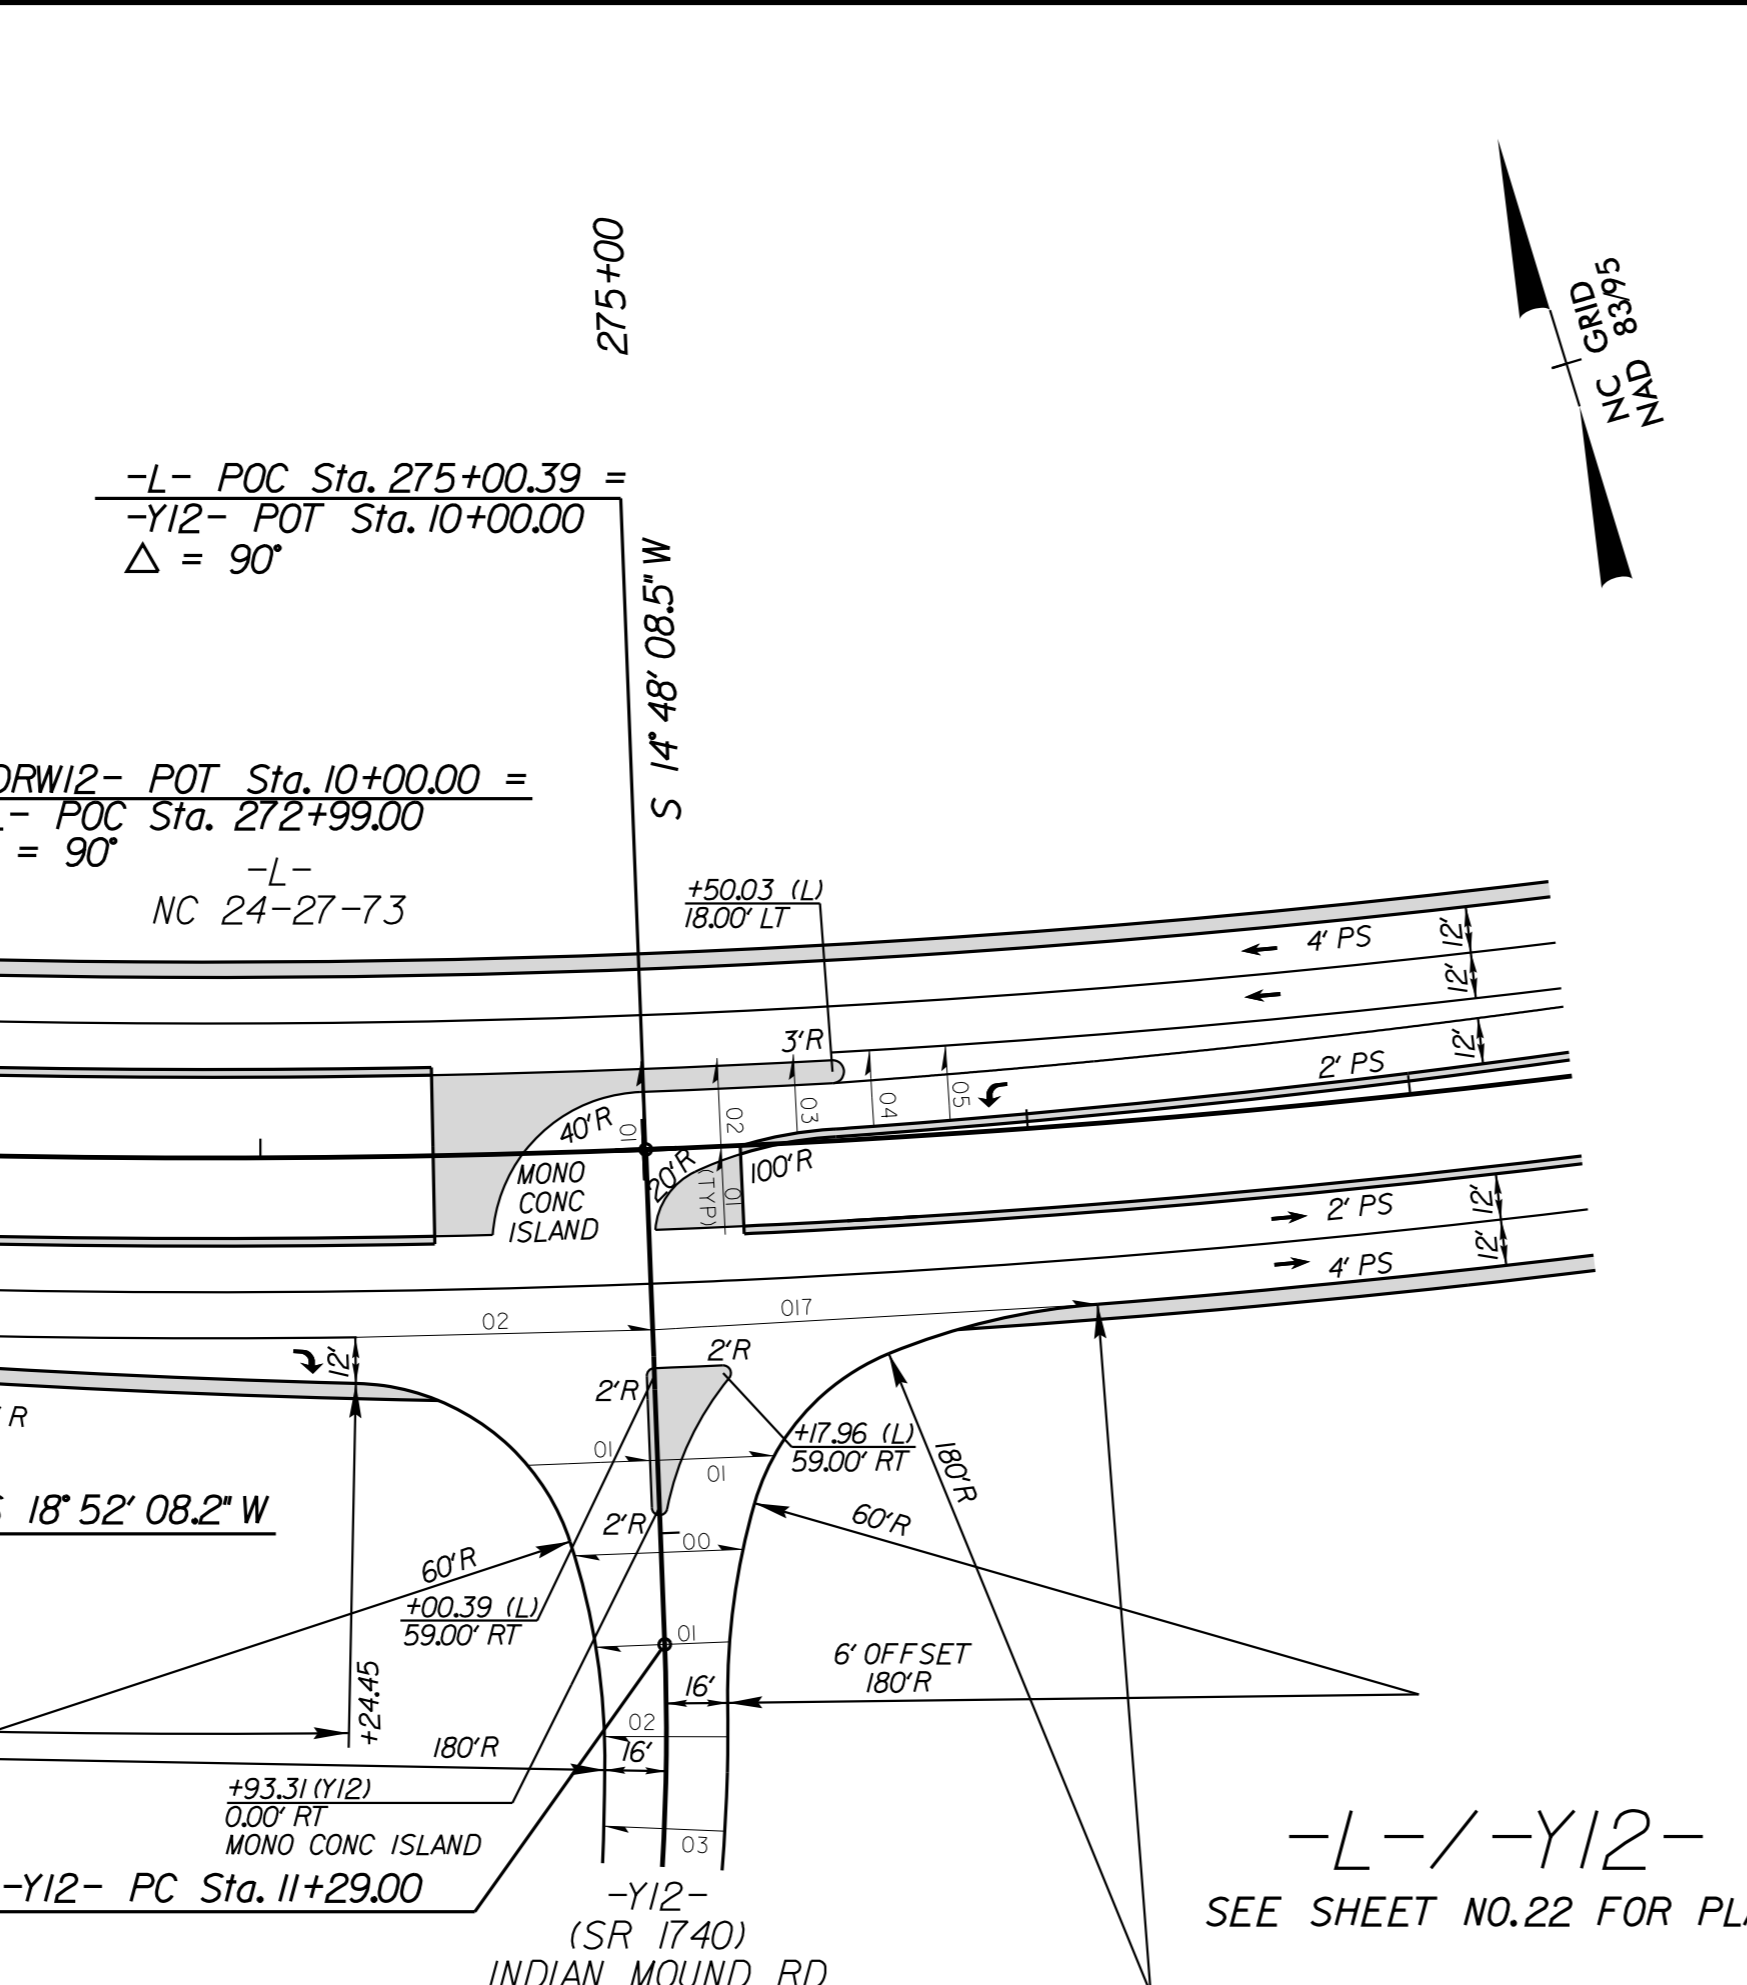 275+00
NC GRID
NAD 83/95
-L- POC Sta. 275+00.39 =
-Y12- POT Sta. 10+00.00
△ = 90°
S 14° 48' 08.5" W
DRW12- POT Sta. 10+00.00 =
L- POC Sta. 272+99.00
= 90°
-L-
NC 24-27-73
+50.03 (L)
18.00' LT
4' PS
12'
12'
3'R
12'
2' PS
40'R
01
02
03
04
05
MONO
CONC
ISLAND
20'R
(TYP)
01
100'R
2' PS
12'
4' PS
12'
02
017
12'
2'R
2'R
R
+17.96 (L)
59.00' RT
180'R
01
01
S 18° 52' 08.2" W
2'R
00
60'R
60'R
+00.39 (L)
59.00' RT
01
6' OFFSET
180'R
16'
+24.45
02
180'R
16'
+93.31 (Y12)
0.00' RT
MONO CONC ISLAND
03
-Y12- PC Sta. 11+29.00
-L-/-Y12-
SEE SHEET NO.22 FOR
-Y12-
(SR 1740)
INDIAN MOUND RD